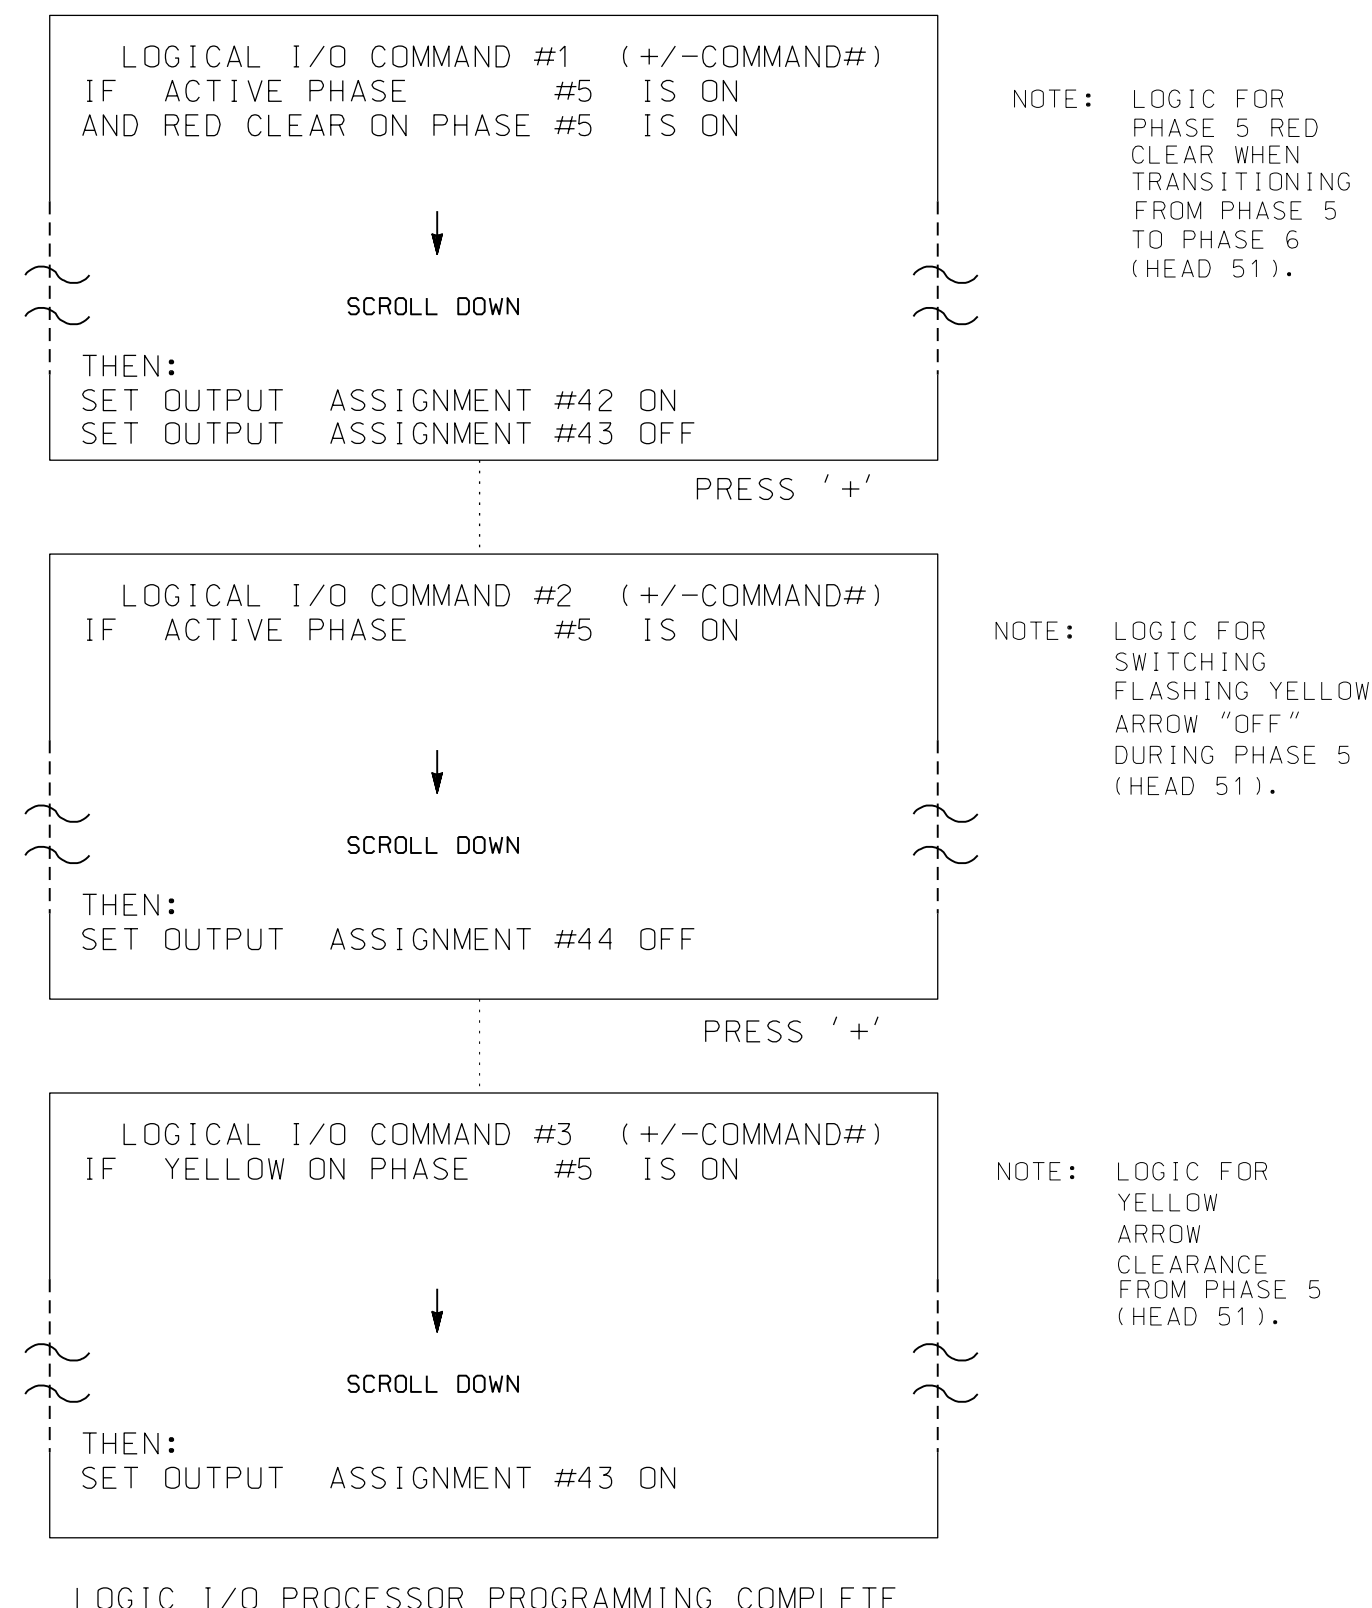 LOGICAL I/O COMMAND #1 (+/-COMMAND#)
IF ACTIVE PHASE #5 IS ON
AND RED CLEAR ON PHASE #5 IS ON
SCROLL DOWN
THEN:
SET OUTPUT ASSIGNMENT #42 ON
SET OUTPUT ASSIGNMENT #43 OFF
NOTE: LOGIC FOR
PHASE 5 RED
CLEAR WHEN
TRANSITIONING
FROM PHASE 5
TO PHASE 6
(HEAD 51).
PRESS '+'
LOGICAL I/O COMMAND #2 (+/-COMMAND#)
IF ACTIVE PHASE #5 IS ON
SCROLL DOWN
THEN:
SET OUTPUT ASSIGNMENT #44 OFF
NOTE: LOGIC FOR
SWITCHING
FLASHING YELLOW
ARROW "OFF"
DURING PHASE 5
(HEAD 51).
PRESS '+'
LOGICAL I/O COMMAND #3 (+/-COMMAND#)
IF YELLOW ON PHASE #5 IS ON
SCROLL DOWN
THEN:
SET OUTPUT ASSIGNMENT #43 ON
NOTE: LOGIC FOR
YELLOW
ARROW
CLEARANCE
FROM PHASE 5
(HEAD 51).
LOGIC I/O PROCESSOR PROGRAMMING COMPLETE